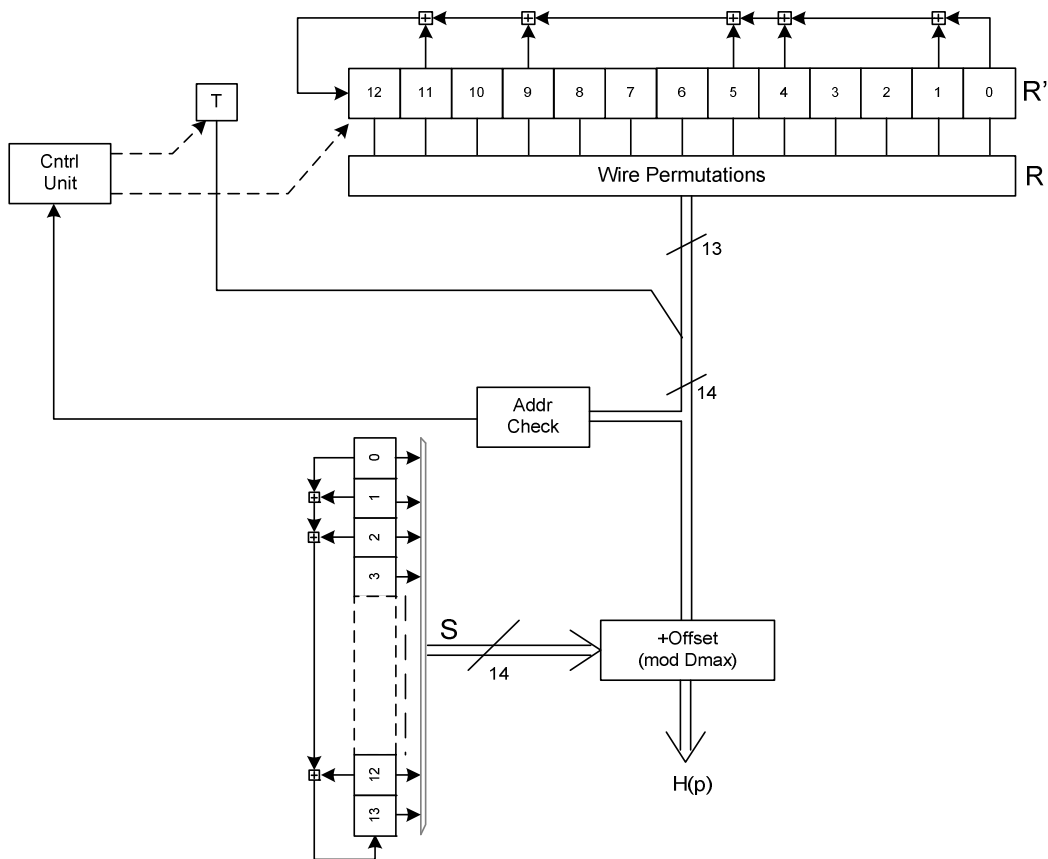 12 11 10 9 8 7 6 5 4 3 2 1 0 R'
T
Cntrl
Unit
Wire Permutations R
13
14
Addr
Check
0
1
2
3
S
14
+Offset
(mod Dmax)
12
13
H(p)